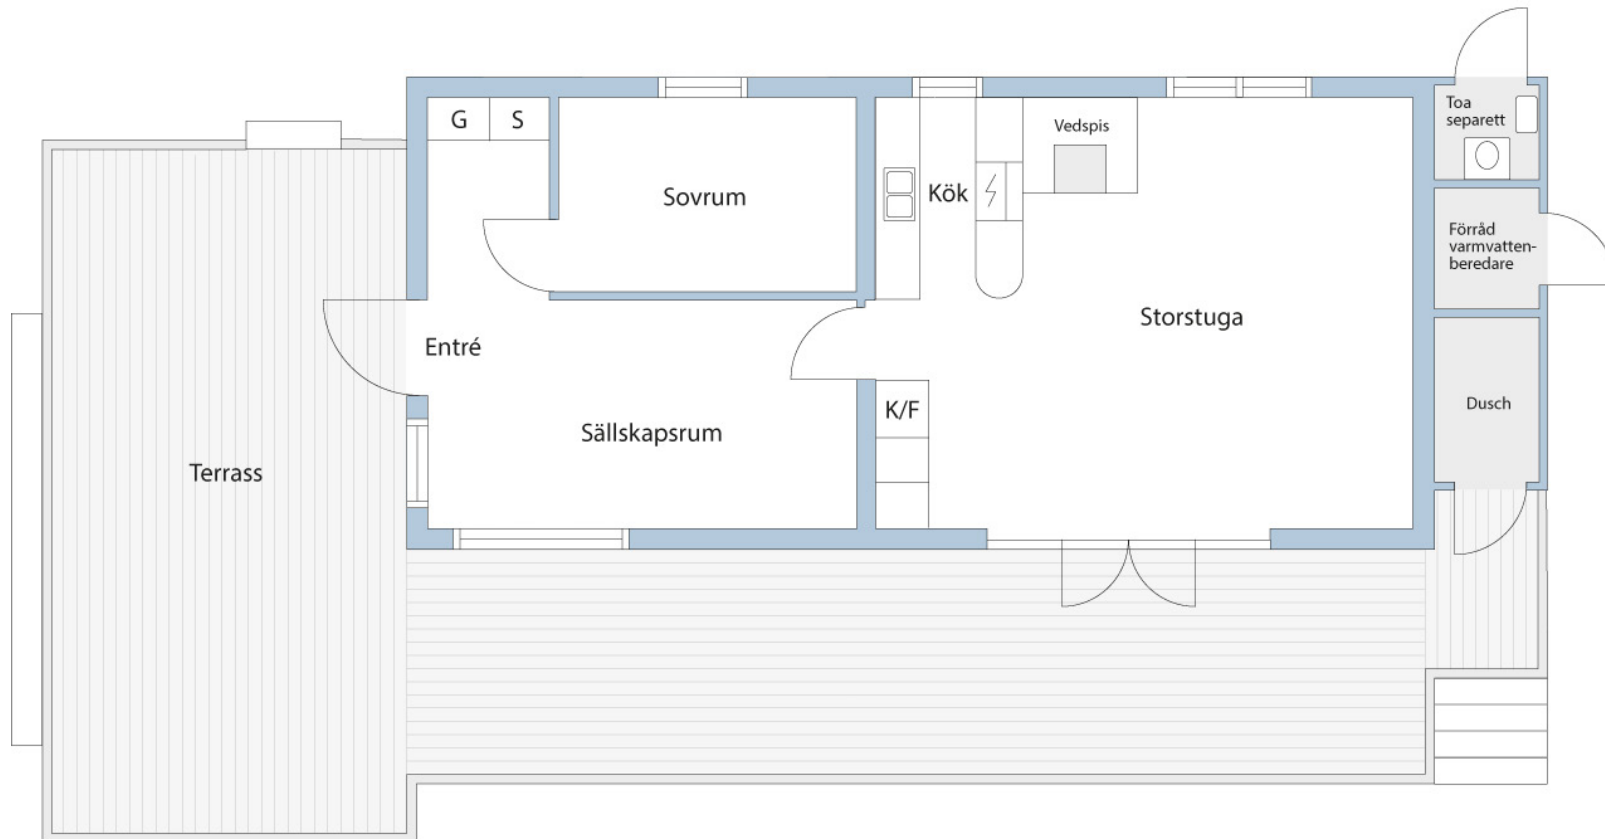 G
S
Sovrum
Kök
Vedspis
Toa
separett
Förråd
varmvatten-
beredare
Storstuga
Entré
K/F
Sällskapsrum
Dusch
Terrass